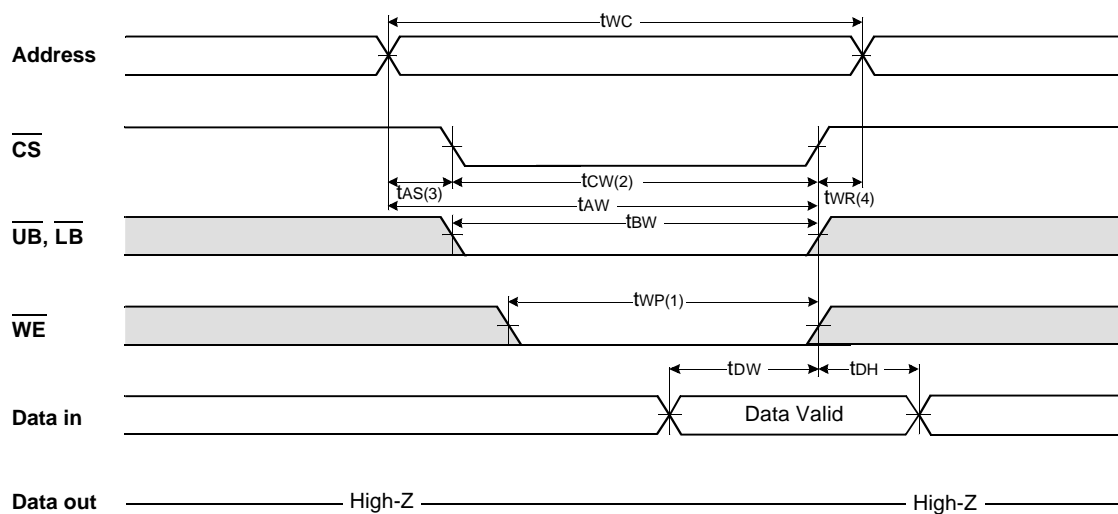 tWC
Address
CS
tAS(3) tCW(2) tWR(4)
tAW
UB, LB tBW
WE tWP(1)
tDW tDH
Data in Data Valid
Data out High-Z High-Z